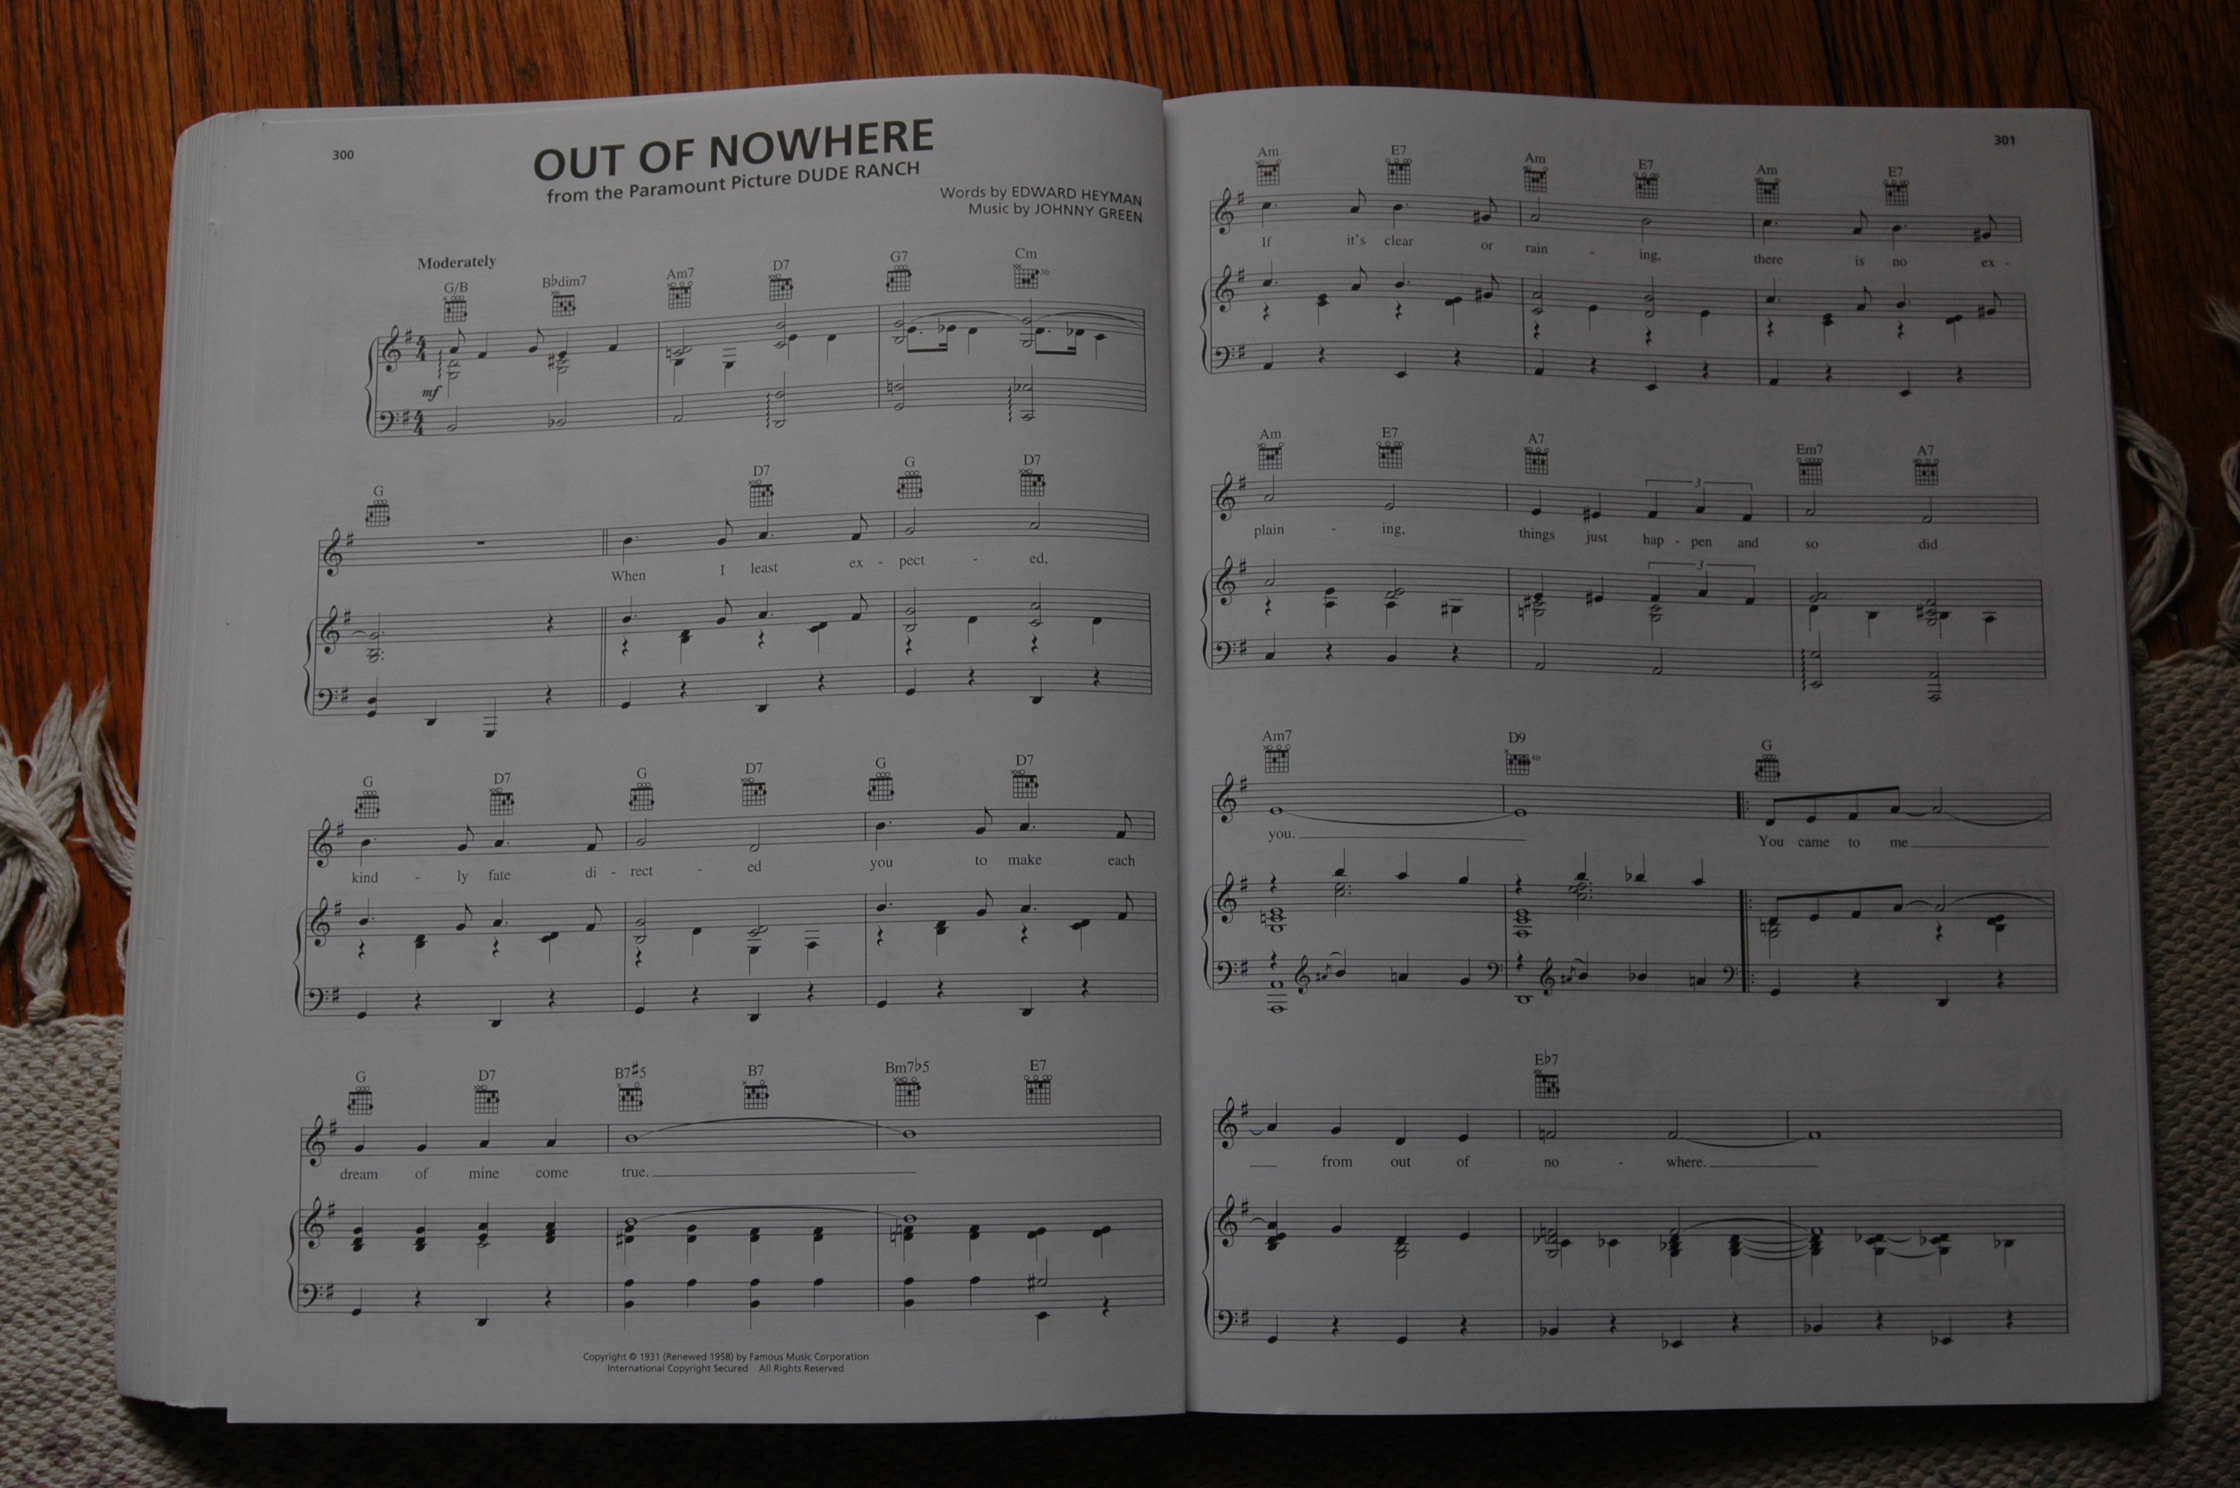 300
OUT OF NOWHERE
from the Paramount Picture DUDE RANCH
Words by EDWARD HEYMAN
Music by JOHNNY GREEN
Moderately
G/B B♭dim7 Am7 D7 G7 Cm
mf
G D7 G D7
When I least ex - pect - ed,
G D7 G D7 G D7
kind - ly fate di - rect - ed you to make each
G D7 B7♯5 B7 Bm7♭5 E7
dream of mine come true.
Copyright © 1931 (Renewed 1958) by Famous Music Corporation
International Copyright Secured All Rights Reserved
301
Am E7 Am E7 Am E7
If it's clear or rain - ing, there is no ex -
Am E7 A7 Em7 A7
3
plain - ing, things just hap - pen and so did
3
Am7 D9 G
you. You came to me
E♭7
from out of no - where.